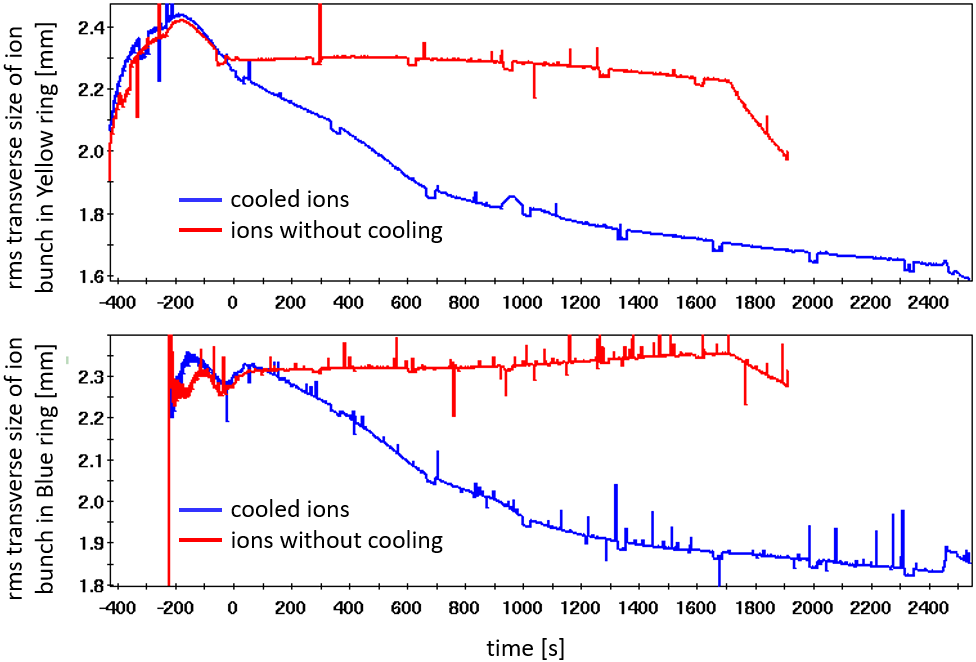 rms transverse size of ion
bunch in Yellow ring [mm]
2.4
2.2
2.0
1.8
1.6
cooled ions
ions without cooling
-400 -200 0 200 400 600 800 1000 1200 1400 1600 1800 2000 2200 2400
rms transverse size of ion
bunch in Blue ring [mm]
2.3
2.2
2.1
2.0
1.9
1.8
cooled ions
ions without cooling
-400 -200 0 200 400 600 800 1000 1200 1400 1600 1800 2000 2200 2400
time [s]